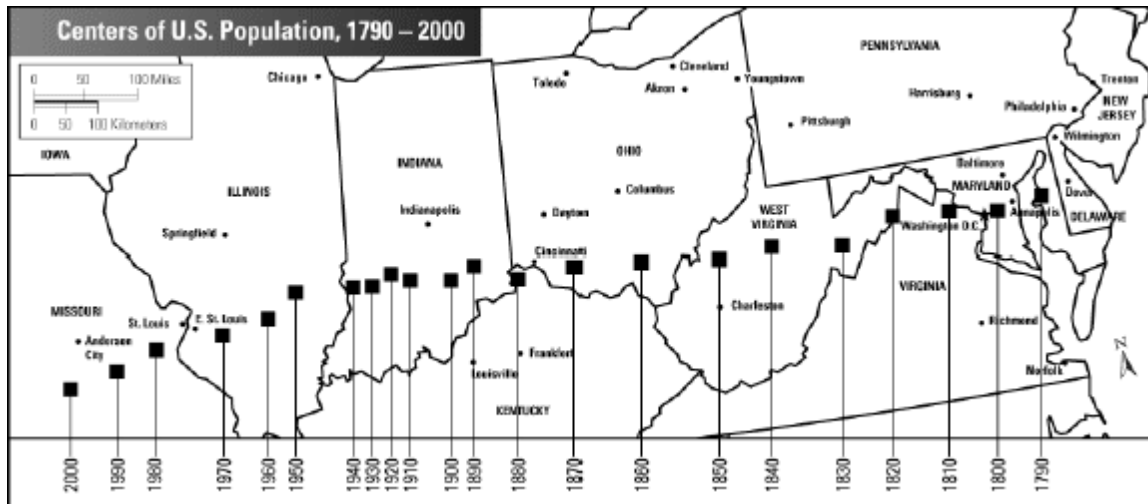 Centers of U.S. Population, 1790 – 2000
0 50 100 Miles
0 50 100 Kilometers
IOWA
Chicago
ILLINOIS
Springfield
MISSOURI
St. Louis
E. St. Louis
Anderson
City
INDIANA
Indianapolis
Toledo
Cleveland
Akron
Youngstown
OHIO
Columbus
Dayton
Cincinnati
Louisville
Frankfort
KENTUCKY
PENNSYLVANIA
Harrisburg
Pittsburgh
Philadelphia
Trenton
NEW
JERSEY
Wilmington
Baltimore
MARYLAND
Dover
Annapolis
DELAWARE
Washington D.C.
WEST
VIRGINIA
Charleston
VIRGINIA
Richmond
Norfolk
N
2000
1990
1980
1970
1960
1950
1940
1930
1920
1910
1900
1890
1880
1870
1860
1850
1840
1830
1820
1810
1800
1790